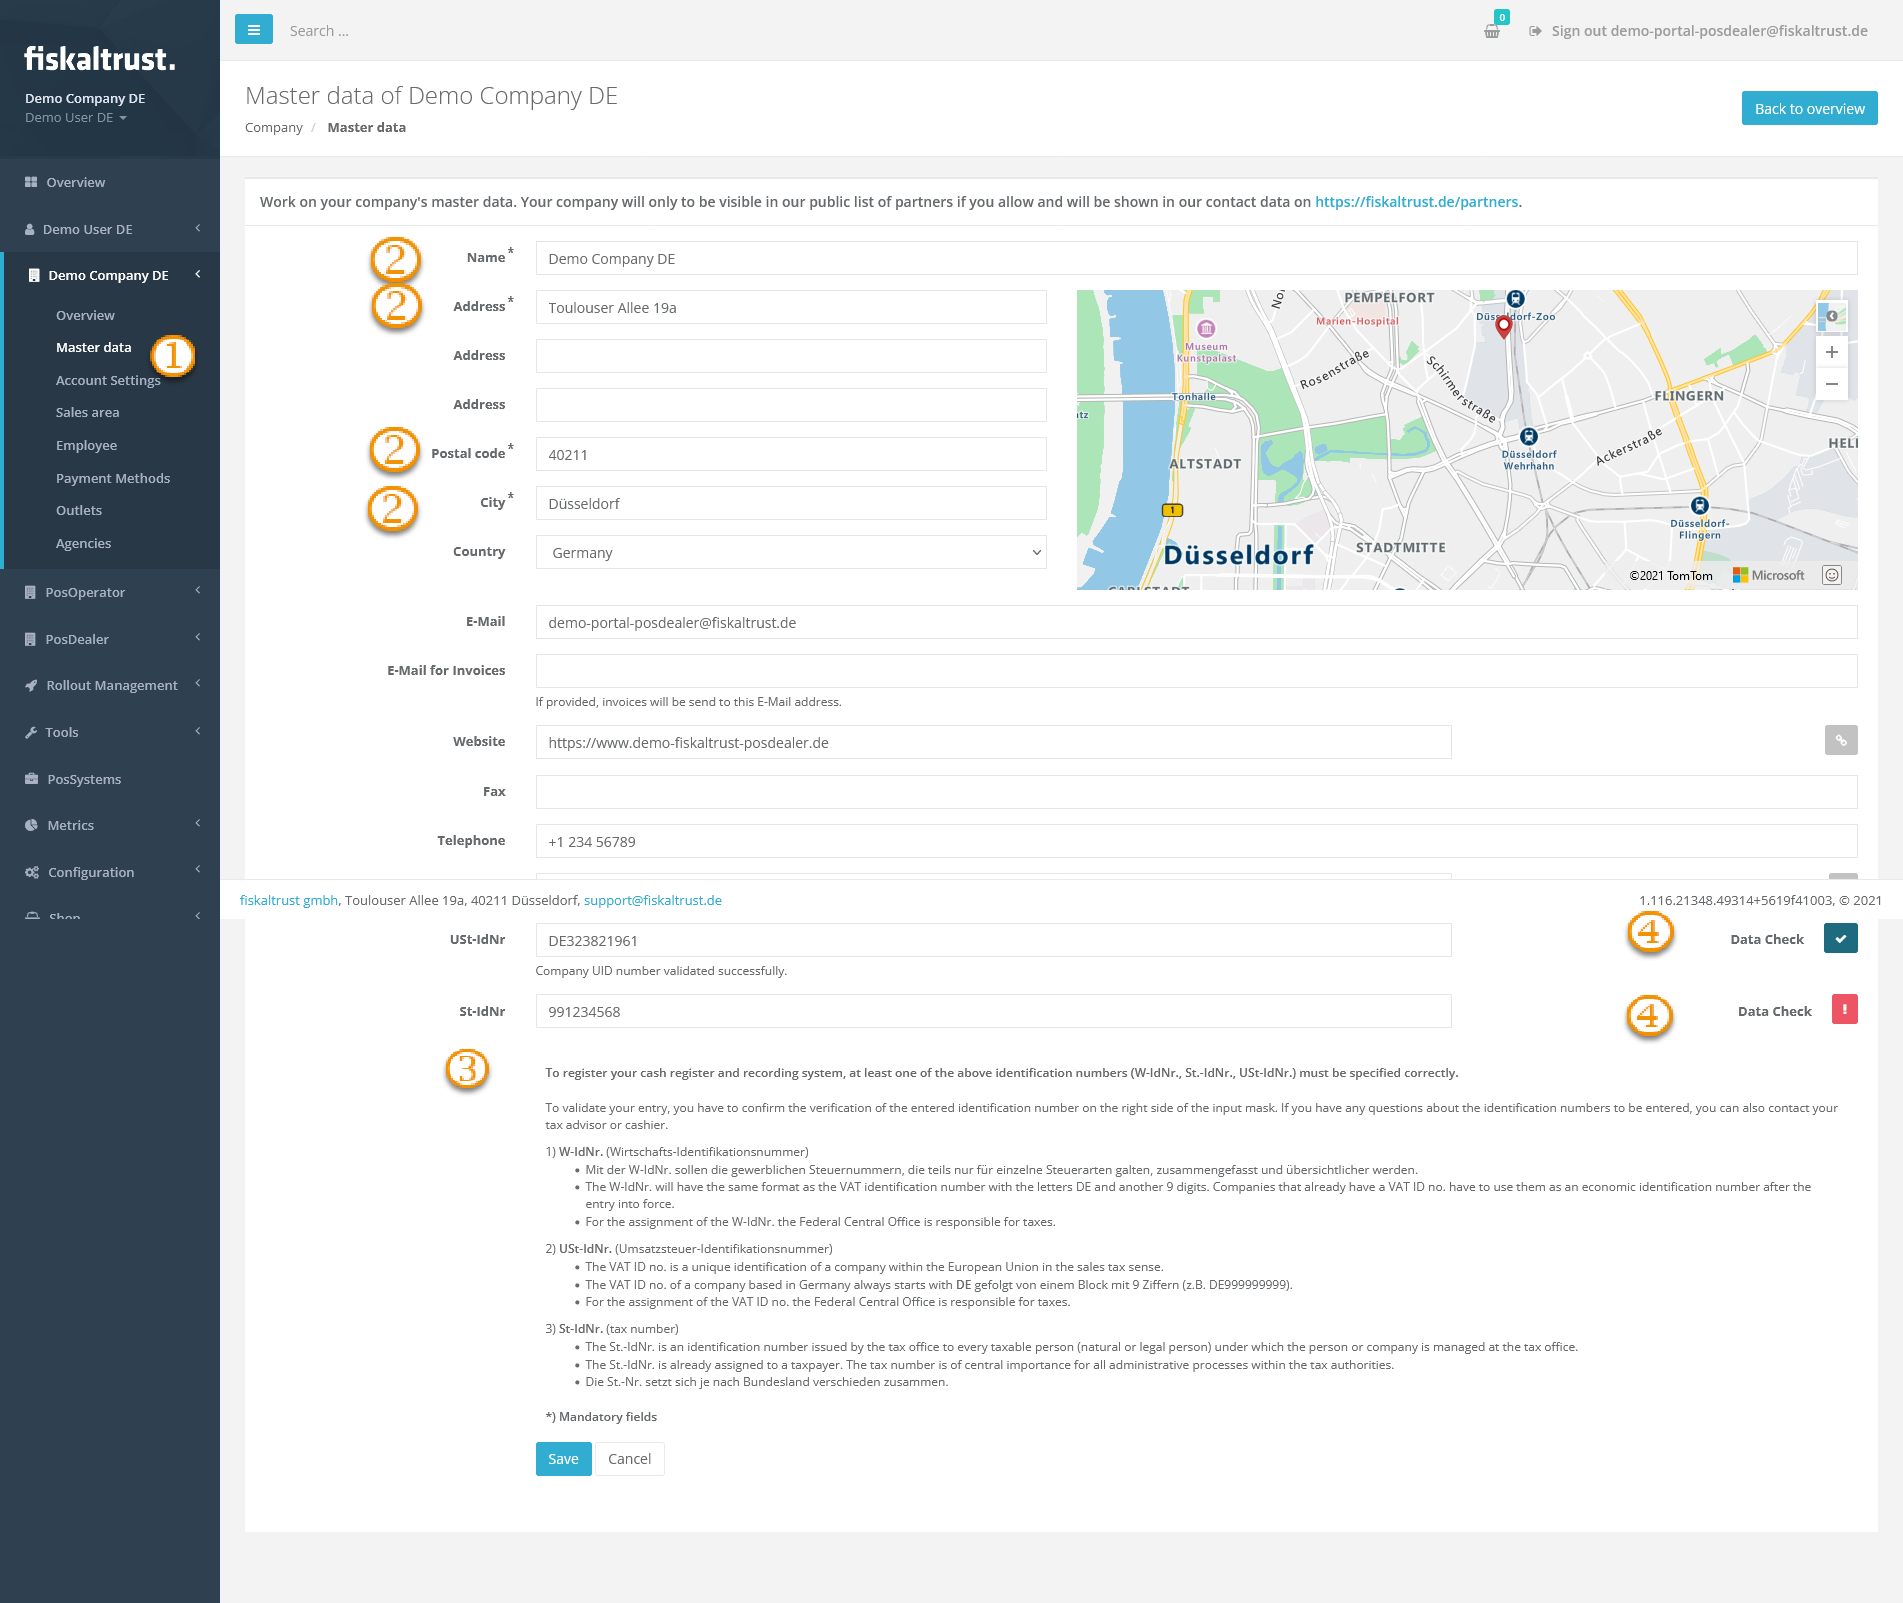 fiskaltrust.
Demo Company DE
Demo User DE
Overview
Demo User DE
Demo Company DE
Overview
Master data
1
Account Settings
Sales area
Employee
Payment Methods
Outlets
Agencies
PosOperator
PosDealer
Rollout Management
Tools
PosSystems
Metrics
Configuration
Shop
Search ...
0
Sign out demo-portal-posdealer@fiskaltrust.de
Master data of Demo Company DE
Company / Master data
Back to overview
Work on your company's master data. Your company will only to be visible in our public list of partners if you allow and will be shown in our contact data on https://fiskaltrust.de/partners.
2 Name * Demo Company DE
2 Address * Toulouser Allee 19a
Address
Address
2 Postal code * 40211
2 City * Düsseldorf
Country Germany
PEMPELFORT
Marien-Hospital
Düsseldorf-Zoo
Museum
Kunstpalast
Rosenstraße
Schirmerstraße
Tonhalle
FLINGERN
Ackerstraße
HELL
ALTSTADT
Düsseldorf
Wehrhahn
1
Düsseldorf-
Flingern
Düsseldorf
STADTMITTE
CARLSTADT
©2021 TomTom
Microsoft
E-Mail demo-portal-posdealer@fiskaltrust.de
E-Mail for Invoices
If provided, invoices will be send to this E-Mail address.
Website https://www.demo-fiskaltrust-posdealer.de
Fax
Telephone +1 234 56789
fiskaltrust gmbh, Toulouser Allee 19a, 40211 Düsseldorf, support@fiskaltrust.de
1.116.21348.49314+5619f41003, © 2021
USt-IdNr DE323821961 4 Data Check
Company UID number validated successfully.
St-IdNr 991234568 4 Data Check !
3
To register your cash register and recording system, at least one of the above identification numbers (W-IdNr., St.-IdNr., USt-IdNr.) must be specified correctly.
To validate your entry, you have to confirm the verification of the entered identification number on the right side of the input mask. If you have any questions about the identification numbers to be entered, you can also contact your
tax advisor or cashier.
1) W-IdNr. (Wirtschafts-Identifikationsnummer)
• Mit der W-IdNr. sollen die gewerblichen Steuernummern, die teils nur für einzelne Steuerarten galten, zusammengefasst und übersichtlicher werden.
• The W-IdNr. will have the same format as the VAT identification number with the letters DE and another 9 digits. Companies that already have a VAT ID no. have to use them as an economic identification number after the
entry into force.
• For the assignment of the W-IdNr. the Federal Central Office is responsible for taxes.
2) USt-IdNr. (Umsatzsteuer-Identifikationsnummer)
• The VAT ID no. is a unique identification of a company within the European Union in the sales tax sense.
• The VAT ID no. of a company based in Germany always starts with DE gefolgt von einem Block mit 9 Ziffern (z.B. DE999999999).
• For the assignment of the VAT ID no. the Federal Central Office is responsible for taxes.
3) St-IdNr. (tax number)
• The St.-IdNr. is an identification number issued by the tax office to every taxable person (natural or legal person) under which the person or company is managed at the tax office.
• The St.-IdNr. is already assigned to a taxpayer. The tax number is of central importance for all administrative processes within the tax authorities.
• Die St.-Nr. setzt sich je nach Bundesland verschieden zusammen.
*) Mandatory fields
Save Cancel